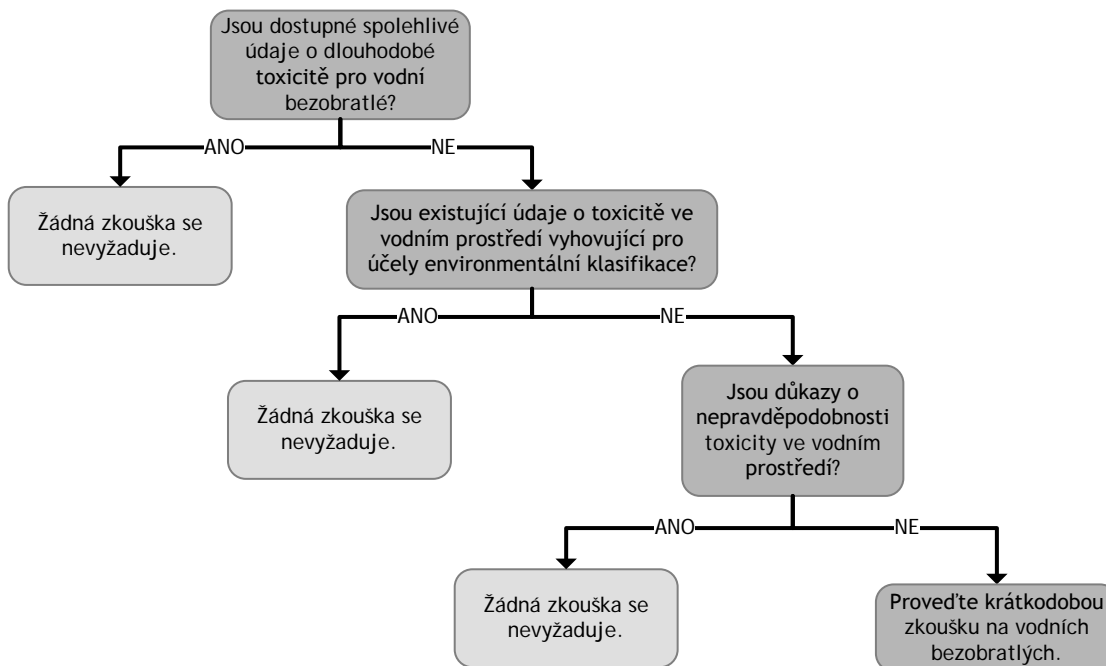 Jsou dostupné spolehlivé
údaje o dlouhodobé
toxicitě pro vodní
bezobratlé?
ANO
NE
Žádná zkouška se
nevyžaduje.
Jsou existující údaje o toxicitě ve
vodním prostředí vyhovující pro
účely environmentální klasifikace?
ANO
NE
Žádná zkouška se
nevyžaduje.
Jsou důkazy o
nepravděpodobnosti
toxicity ve vodním
prostředí?
ANO
NE
Žádná zkouška se
nevyžaduje.
Proveďte krátkodobou
zkoušku na vodních
bezobratlých.